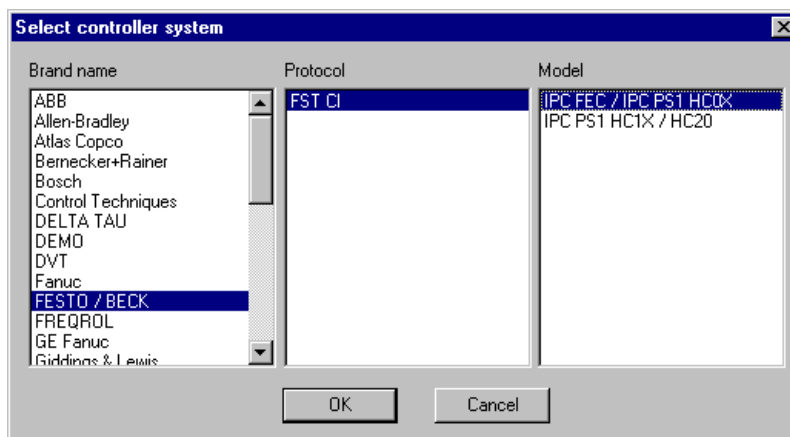 Select controller system
Brand name
Protocol
Model
ABB
Allen-Bradley
Atlas Copco
Bernecker+Rainer
Bosch
Control Techniques
DELTA TAU
DEMO
DVT
Fanuc
FESTO / BECK
FREQROL
GE Fanuc
Giddings & Lewis
FST CI
IPC FEC / IPC PS1 HC0X
IPC PS1 HC1X / HC20
OK
Cancel